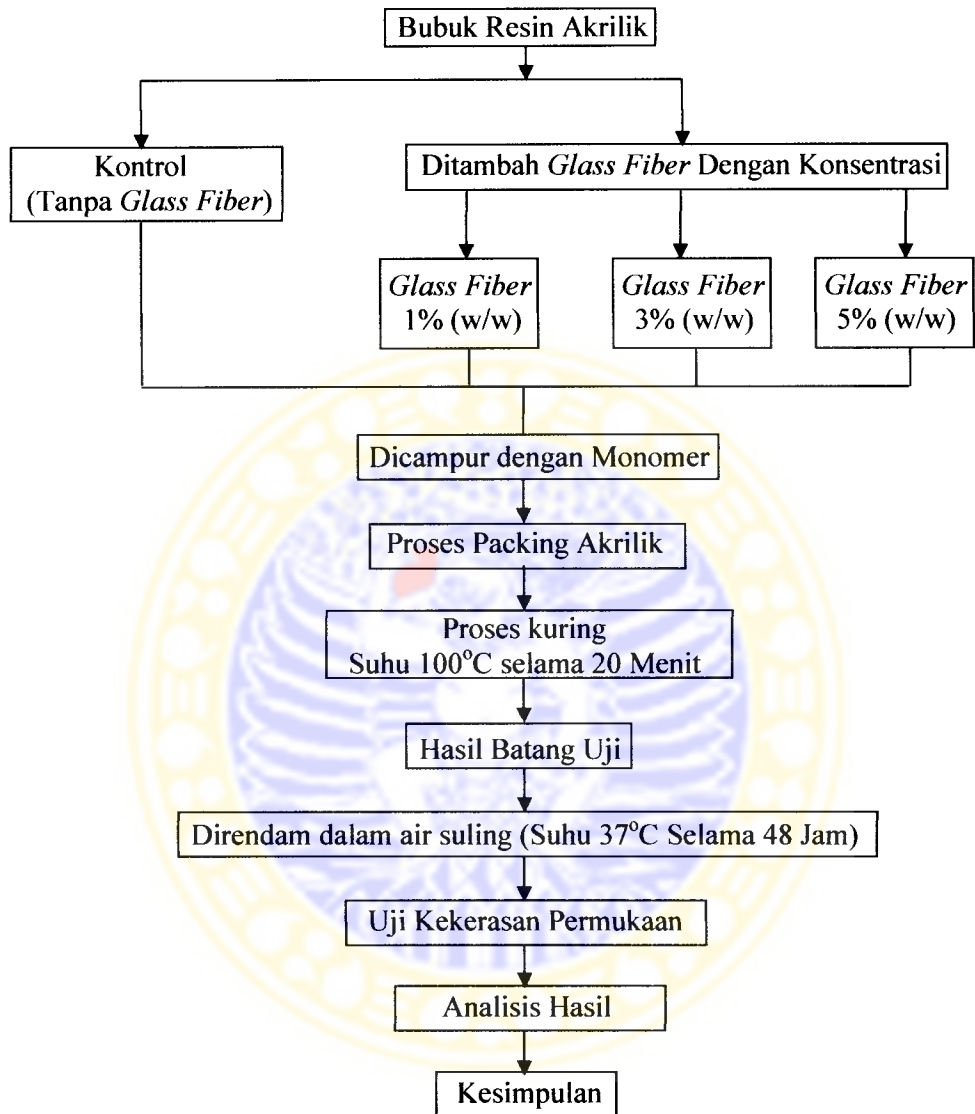 Bubuk Resin Akrilik
Kontrol
(Tanpa Glass Fiber)
Ditambah Glass Fiber Dengan Konsentrasi
Glass Fiber
1% (w/w)
Glass Fiber
3% (w/w)
Glass Fiber
5% (w/w)
Dicampur dengan Monomer
Proses Packing Akrilik
Proses kuring
Suhu 100°C selama 20 Menit
Hasil Batang Uji
Direndam dalam air suling (Suhu 37°C Selama 48 Jam)
Uji Kekerasan Permukaan
Analisis Hasil
Kesimpulan